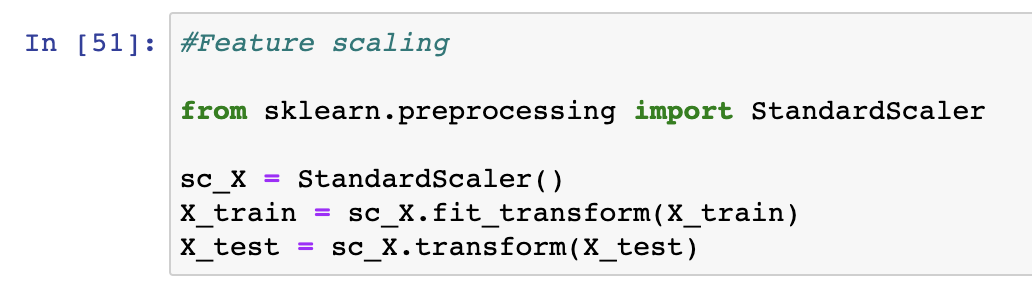 In [51]: #Feature scaling
from sklearn.preprocessing import StandardScaler
sc_X = StandardScaler()
X_train = sc_X.fit_transform(X_train)
X_test = sc_X.transform(X_test)